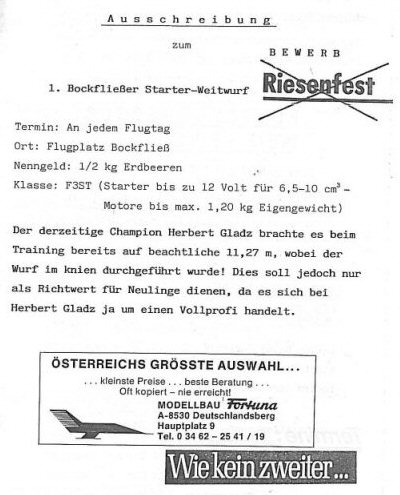 Ausschreibung
zum
BEWERB
Riesenfest
1. Bockfließer Starter-Weitwurf
Termin: An jedem Flugtag
Ort: Flugplatz Bockfließ
Nenngeld: 1/2 kg Erdbeeren
Klasse: F3ST (Starter bis zu 12 Volt für 6,5-10 cm³-
Motore bis max. 1,20 kg Eigengewicht)
Der derzeitige Champion Herbert Gladz brachte es beim
Training bereits auf beachtliche 11,27 m, wobei der
Wurf im knien durchgeführt wurde! Dies soll jedoch nur
als Richtwert für Neulinge dienen, da es sich bei
Herbert Gladz ja um einen Vollprofi handelt.
ÖSTERREICHS GRÖSSTE AUSWAHL...
... kleinste Preise ... beste Beratung ...
Oft kopiert – nie erreicht!
MODELLBAU Fortuna
A-8530 Deutschlandsberg
Hauptplatz 9
Tel. 0 34 62 - 25 41 / 19
Wie kein zweiter...